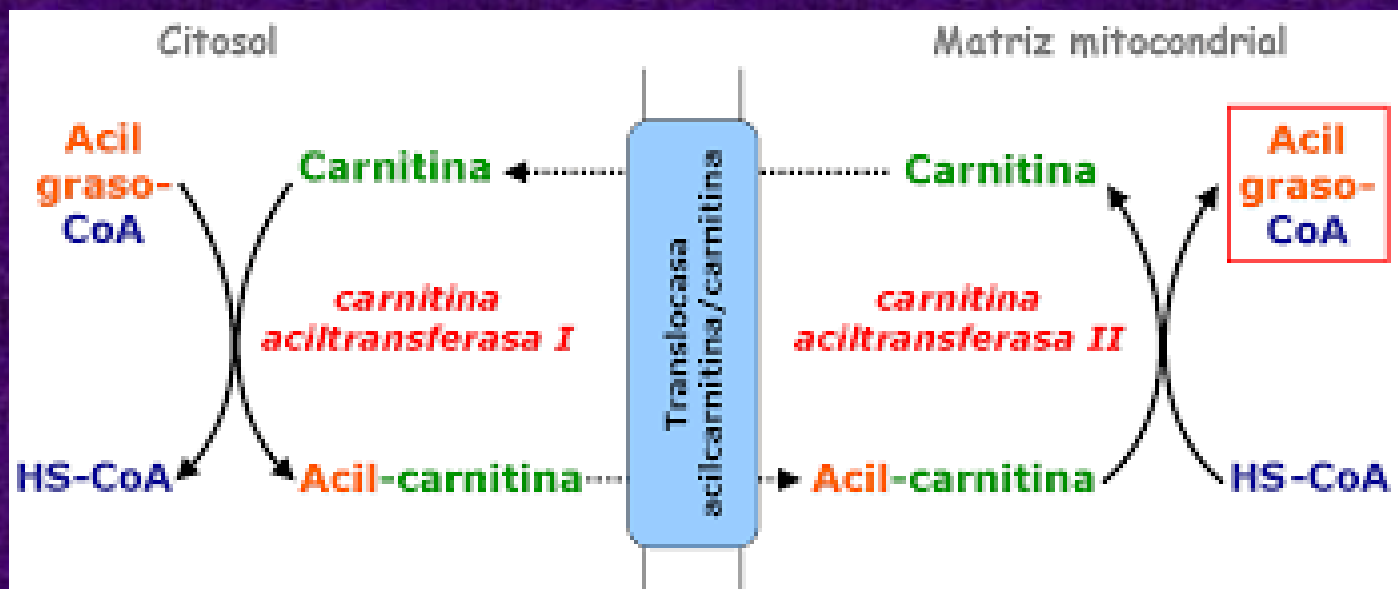 Citosol
Matriz mitocondrial
Acil
graso-
CoA
Carnitina
carnitina
aciltransferasa I
HS-CoA
Acil-carnitina
Translocasa
acilcarnitina/carnitina
Carnitina
carnitina
aciltransferasa II
Acil-carnitina
Acil
graso-
CoA
HS-CoA